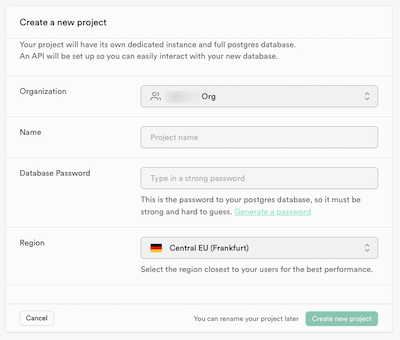 Create a new project
Your project will have its own dedicated instance and full postgres database.
An API will be set up so you can easily interact with your new database.
Organization
Org
Name
Project name
Database Password
Type in a strong password
This is the password to your postgres database, so it must be
strong and hard to guess. Generate a password
Region
Central EU (Frankfurt)
Select the region closest to your users for the best performance.
Cancel
You can rename your project later
Create new project